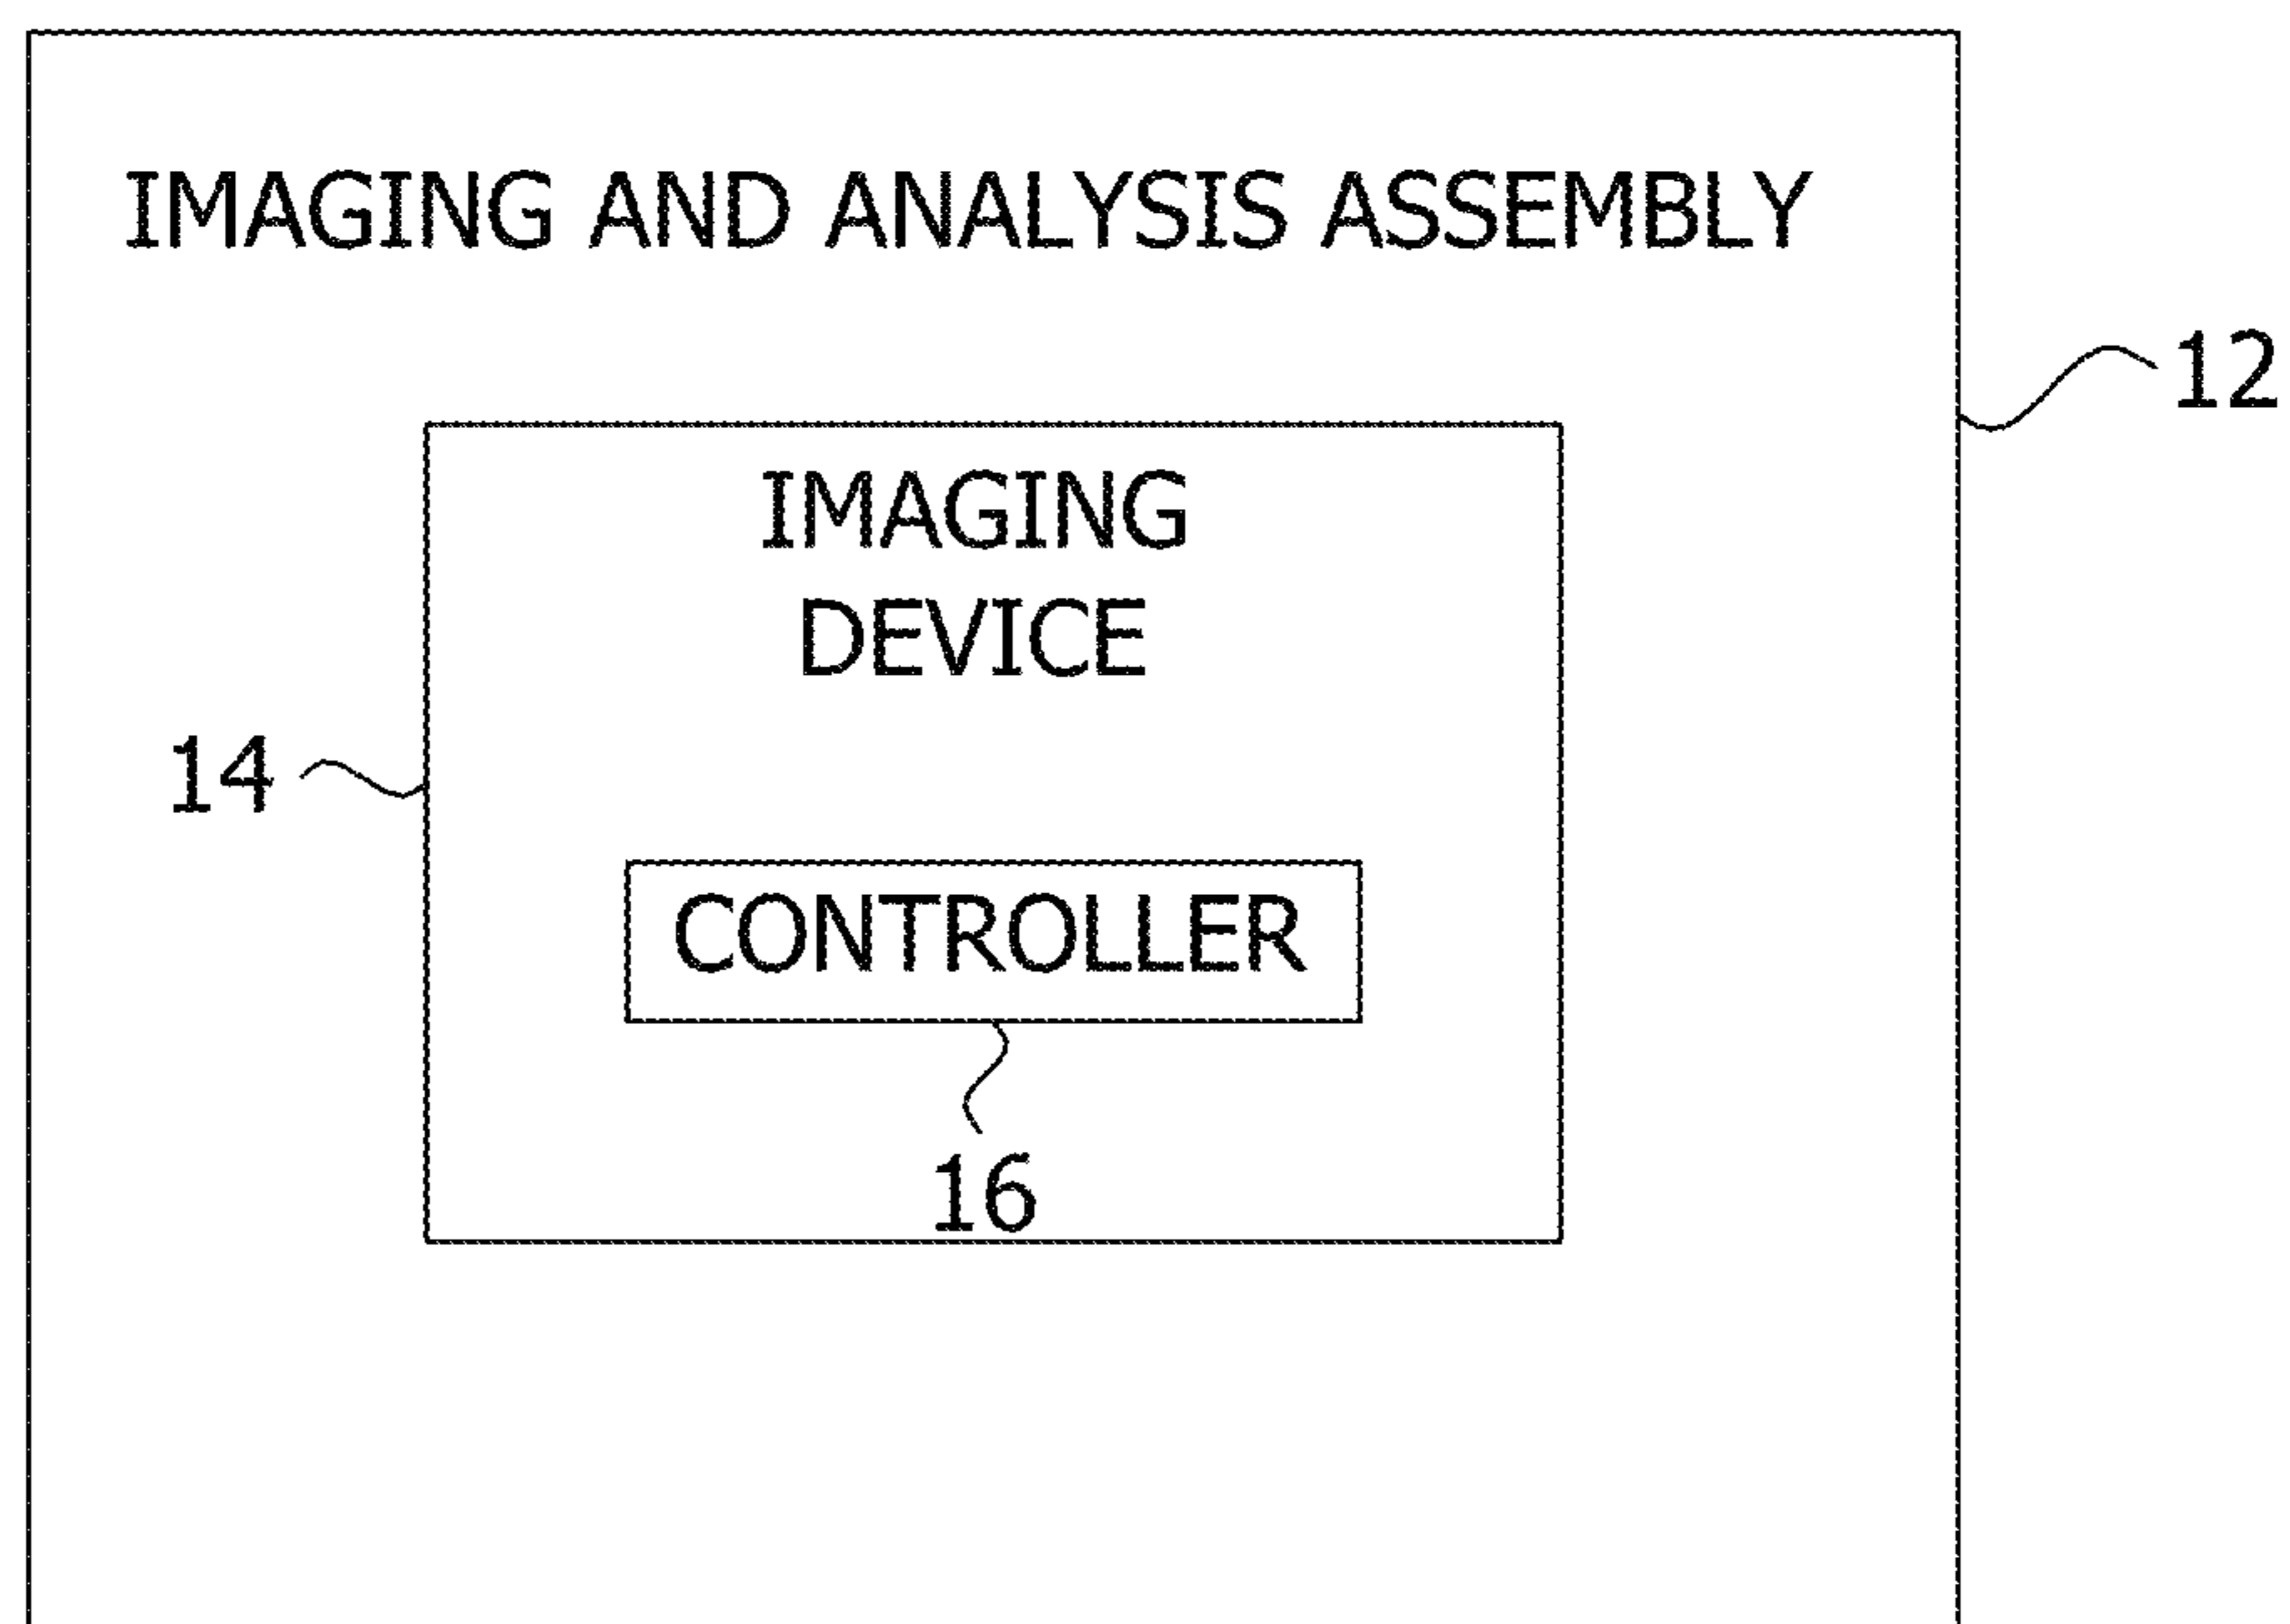 IMAGING AND ANALYSIS ASSEMBLY
12
IMAGING
DEVICE
14
CONTROLLER
16